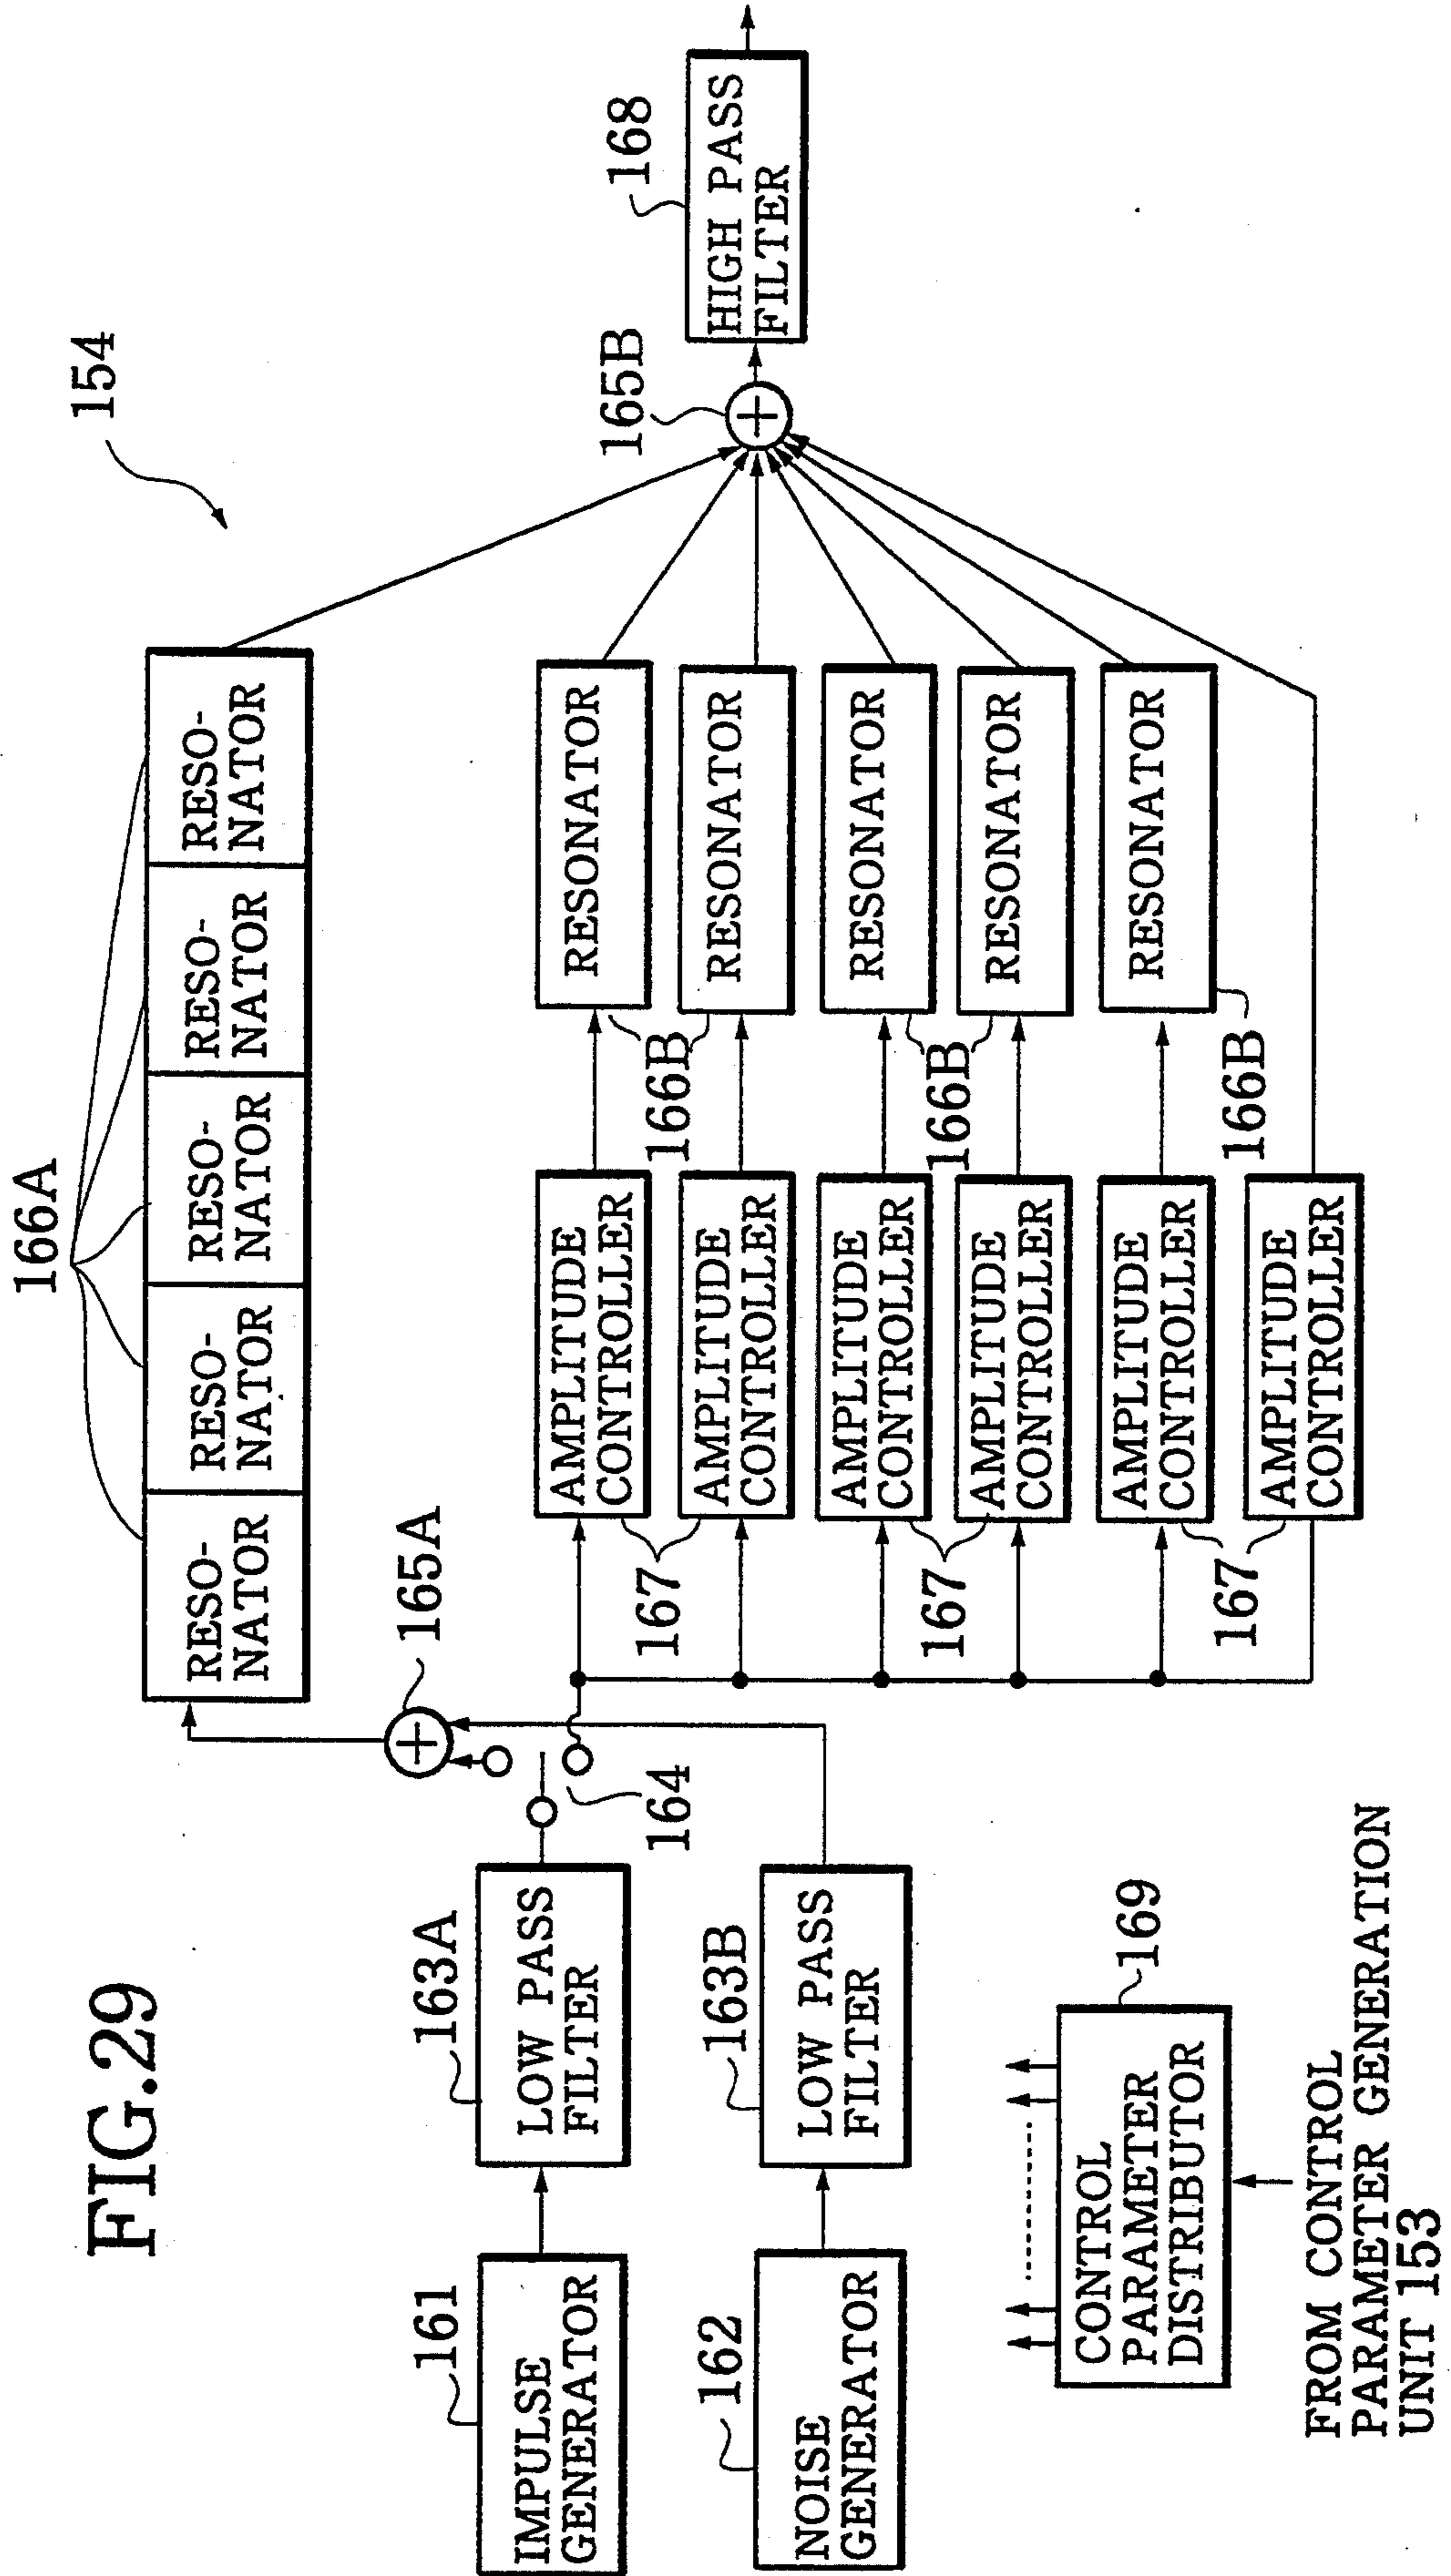 FIG.29
154
166A
RESO-
NATOR
RESO-
NATOR
RESO-
NATOR
RESO-
NATOR
RESO-
NATOR
165A
161
IMPULSE
GENERATOR
163A
LOW PASS
FILTER
164
162
NOISE
GENERATOR
163B
LOW PASS
FILTER
AMPLITUDE
CONTROLLER
RESONATOR
167
166B
AMPLITUDE
CONTROLLER
RESONATOR
AMPLITUDE
CONTROLLER
RESONATOR
167
166B
AMPLITUDE
CONTROLLER
RESONATOR
AMPLITUDE
CONTROLLER
RESONATOR
167
166B
AMPLITUDE
CONTROLLER
165B
168
HIGH PASS
FILTER
169
CONTROL
PARAMETER
DISTRIBUTOR
FROM CONTROL
PARAMETER GENERATION
UNIT 153